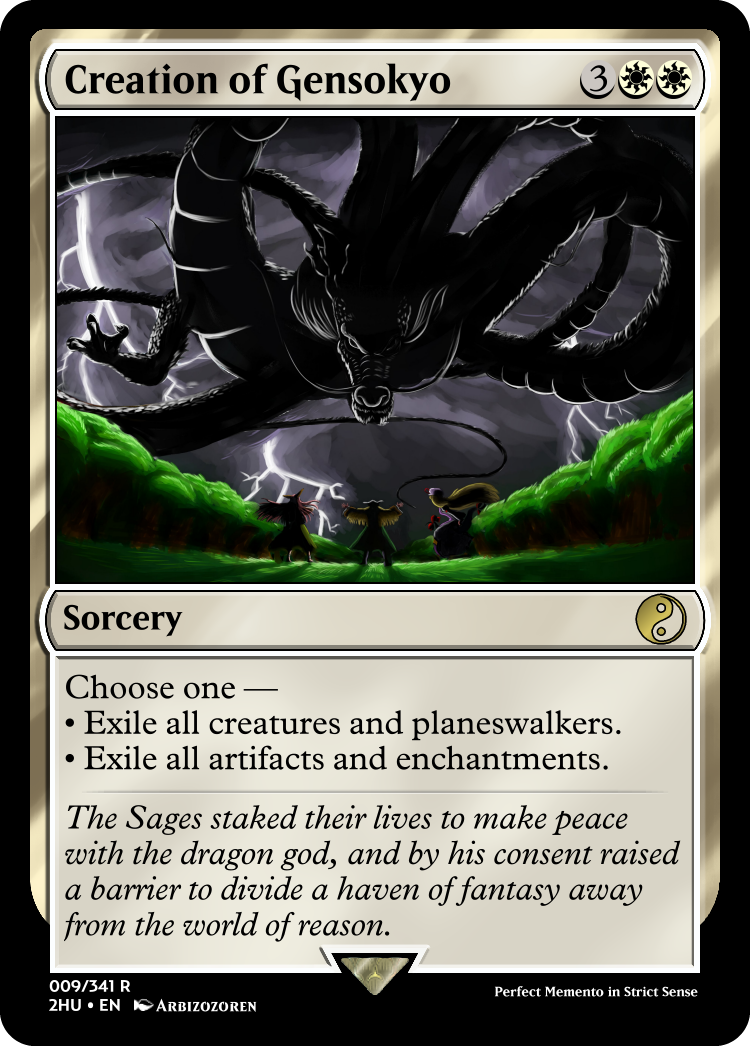 Creation of Gensokyo 3
Sorcery
Choose one —
• Exile all creatures and planeswalkers.
• Exile all artifacts and enchantments.
The Sages staked their lives to make peace
with the dragon god, and by his consent raised
a barrier to divide a haven of fantasy away
from the world of reason.
009/341 R
2HU • EN Arbizozoren
Perfect Memento in Strict Sense